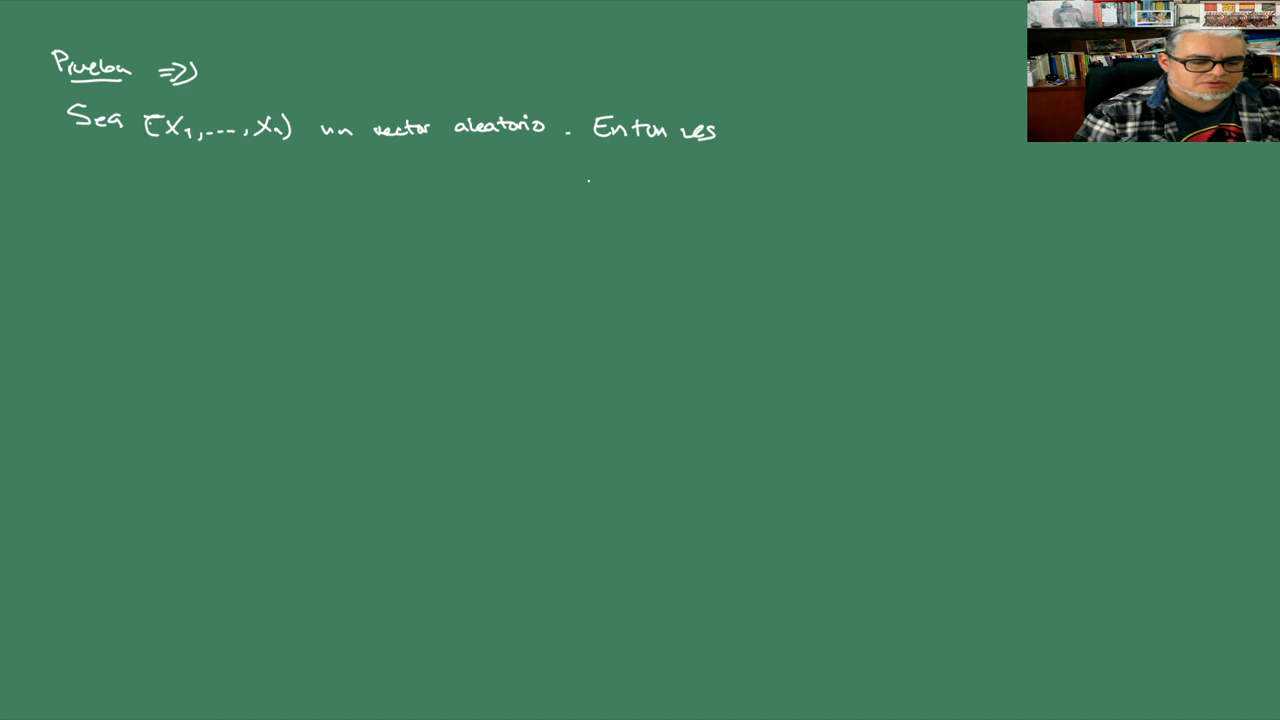 Prueba ⇒)
Sea (X₁, ..., Xₙ) un vector aleatorio. Entonces